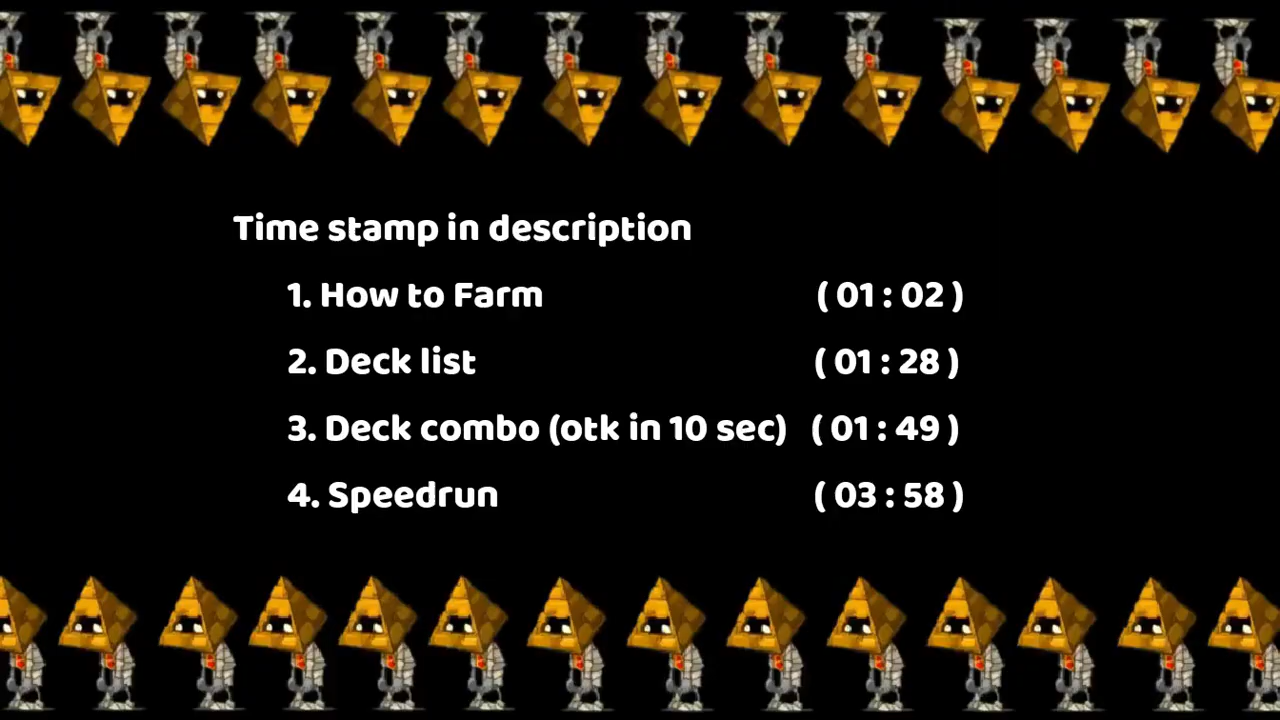 Time stamp in description
1. How to Farm ( 01 : 02 )
2. Deck list ( 01 : 28 )
3. Deck combo (otk in 10 sec) ( 01 : 49 )
4. Speedrun ( 03 : 58 )